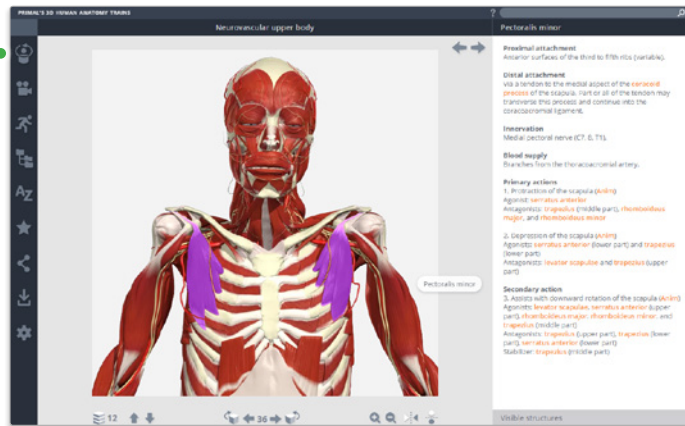 PRIMAL'S 3D HUMAN ANATOMY TRAINS
?
Neurovascular upper body
Pectoralis minor
Proximal attachment
Anterior surfaces of the third to fifth ribs (variable).
Distal attachment
Via a tendon to the medial aspect of the coracoid
process of the scapula. Part or all of the tendon may
transverse this process and continue into the
coracoacromial ligament.
Innervation
Medial pectoral nerve (C7, 8, T1).
Blood supply
Branches from the thoracoacromial artery.
Primary actions
1. Protraction of the scapula (Anim)
Agonist: serratus anterior
Antagonists: trapezius (middle part), rhomboideus
major, and rhomboideus minor
2. Depression of the scapula (Anim)
Agonists: serratus anterior (lower part) and trapezius
(lower part)
Antagonists: levator scapulae and trapezius (upper
part)
Secondary action
3. Assists with downward rotation of the scapula (Anim)
Agonists: levator scapulae, serratus anterior (upper
part), rhomboideus major, rhomboideus minor, and
trapezius (middle part)
Antagonists: trapezius (upper part), trapezius (lower
part), serratus anterior (lower part)
Stabilizer: trapezius (middle part)
AZ
Pectoralis minor
12
36
Visible structures